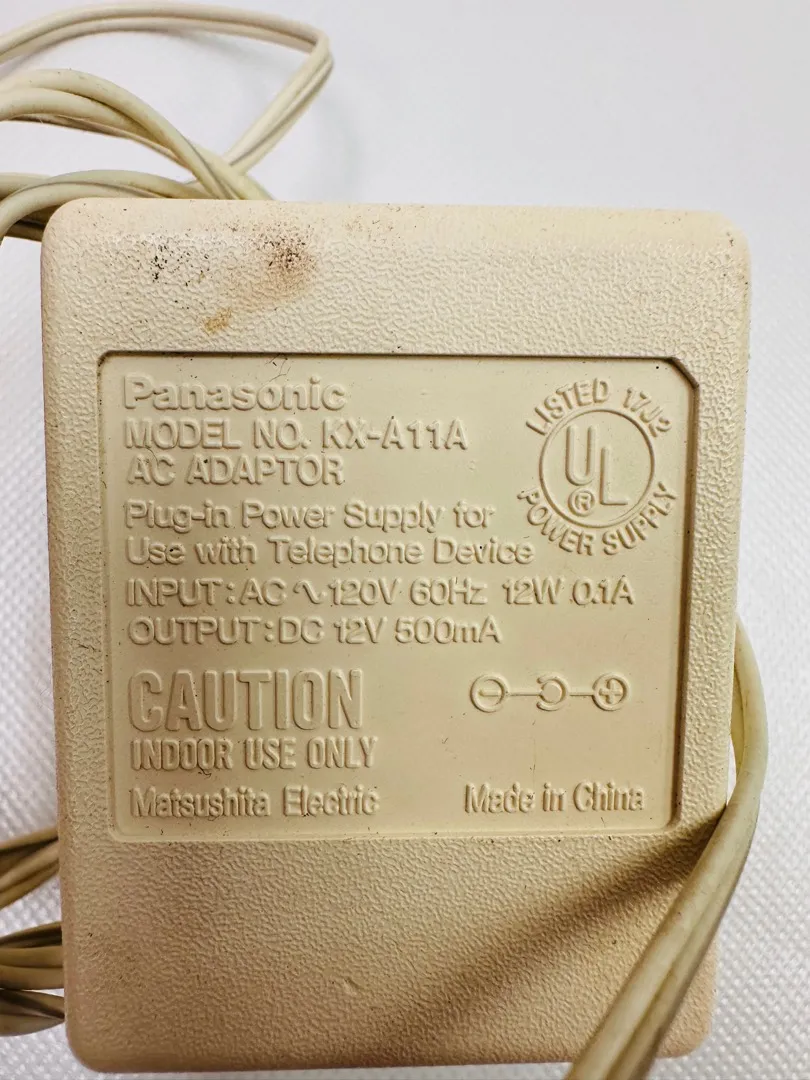 Panasonic
MODEL NO. KX-A11A
AC ADAPTOR
Plug-in Power Supply for
Use with Telephone Device
INPUT:AC ∿ 120V 60Hz 12W 0.1A
OUTPUT:DC 12V 500mA
LISTED 17J2
UL
®
POWER SUPPLY
CAUTION
INDOOR USE ONLY
Matsushita Electric
Made in China